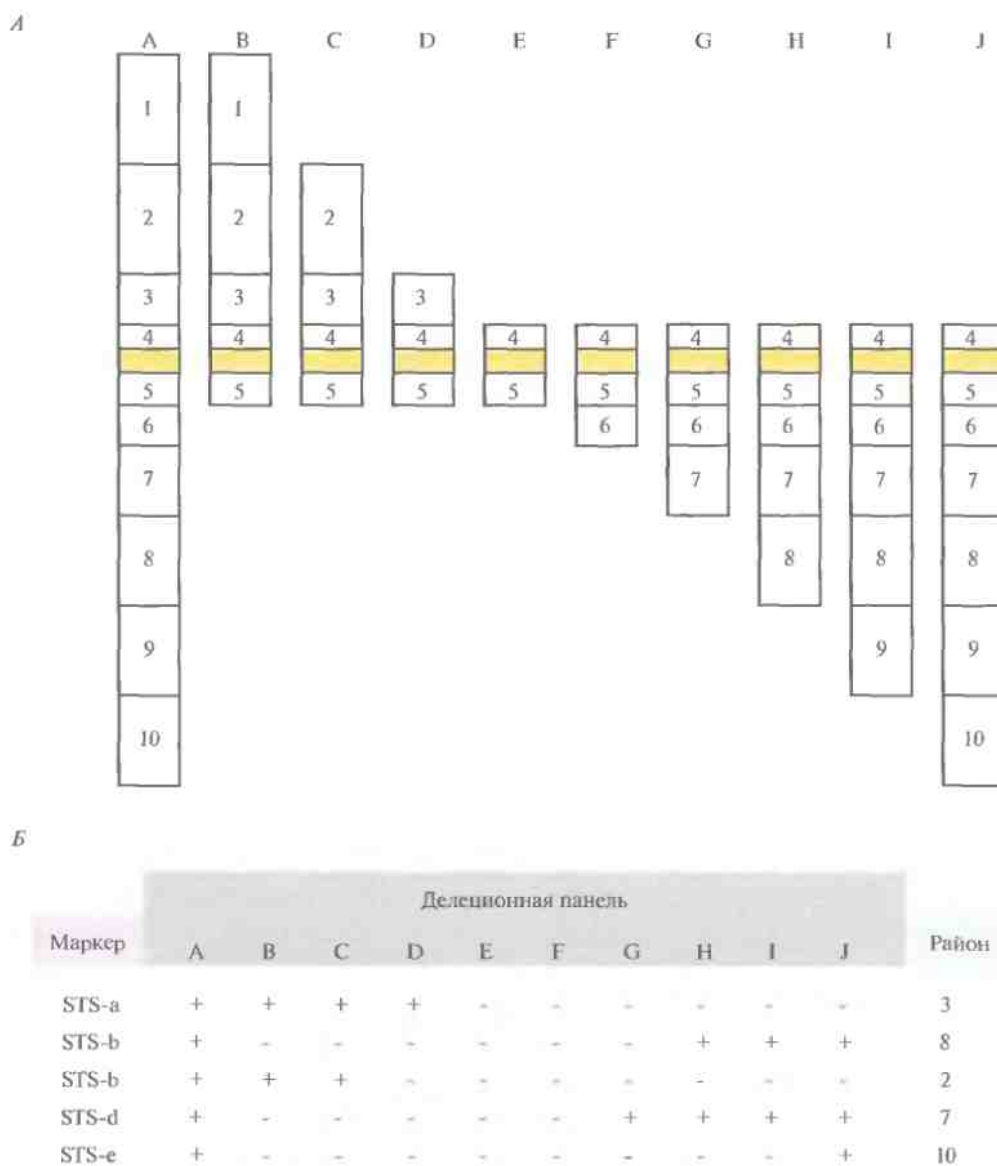 А
A B C D E F G H I J
1 1
2 2 2
3 3 3 3
4 4 4 4 4 4 4 4 4 4
5 5 5 5 5 5 5 5 5 5
6 6 6 6 6 6
7 7 7 7 7
8 8 8 8
9 9 9
10 10
Б
Делеционная панель
Маркер A B C D E F G H I J Район
STS-a + + + + - - - - - - 3
STS-b + - - - - - - + + + 8
STS-b + + + - - - - - - - 2
STS-d + - - - - - + + + + 7
STS-e + - - - - - - - - + 10